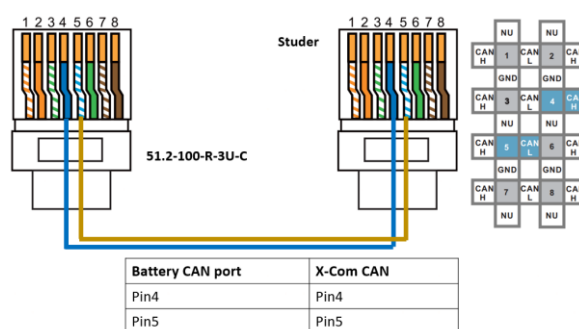 1 2 3 4 5 6 7 8
Studer
1 2 3 4 5 6 7 8
NU NU
CAN H 1 CAN L 2 CAN H
GND GND
CAN H 3 CAN L 4 CAN H
NU NU
CAN H 5 CAN L 6 CAN H
GND GND
CAN H 7 CAN L 8 CAN H
NU NU
51.2-100-R-3U-C
Battery CAN port X-Com CAN
Pin4 Pin4
Pin5 Pin5